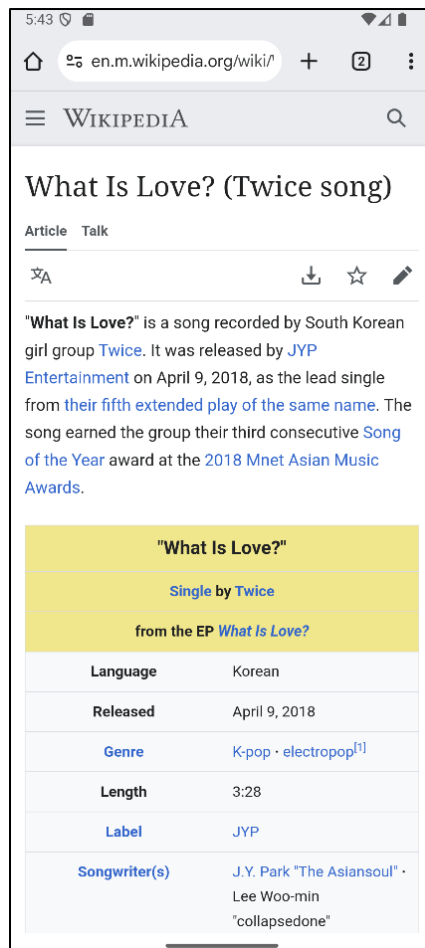 5:43
en.m.wikipedia.org/wiki/
2
WIKIPEDIA
What Is Love? (Twice song)
Article Talk
"What Is Love?" is a song recorded by South Korean
girl group Twice. It was released by JYP
Entertainment on April 9, 2018, as the lead single
from their fifth extended play of the same name. The
song earned the group their third consecutive Song
of the Year award at the 2018 Mnet Asian Music
Awards.
"What Is Love?"
Single by Twice
from the EP What Is Love?
Language Korean
Released April 9, 2018
Genre K-pop · electropop[1]
Length 3:28
Label JYP
Songwriter(s) J.Y. Park "The Asiansoul" ·
Lee Woo-min
"collapsedone"